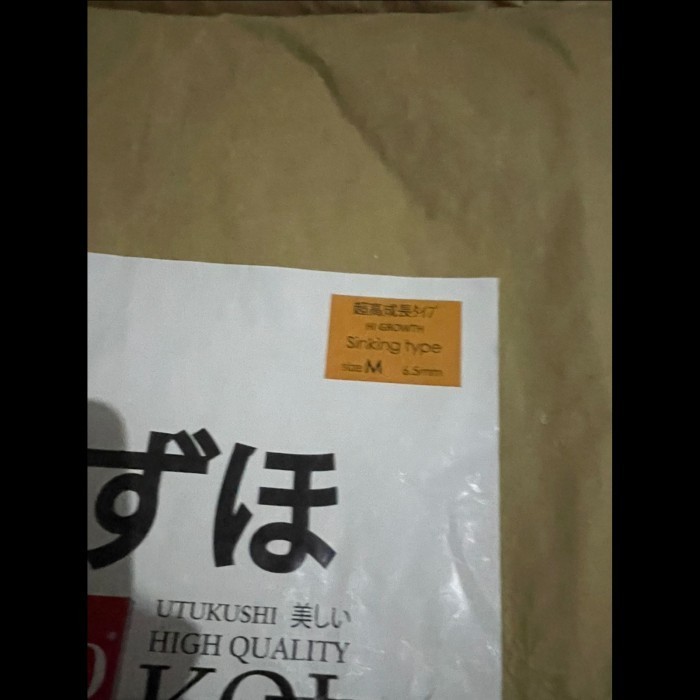 超高成長タイプ
HI GROWTH
Sinking type
size M 6.5mm
ずほ
UTUKUSHI 美しい
HIGH QUALITY
KOI